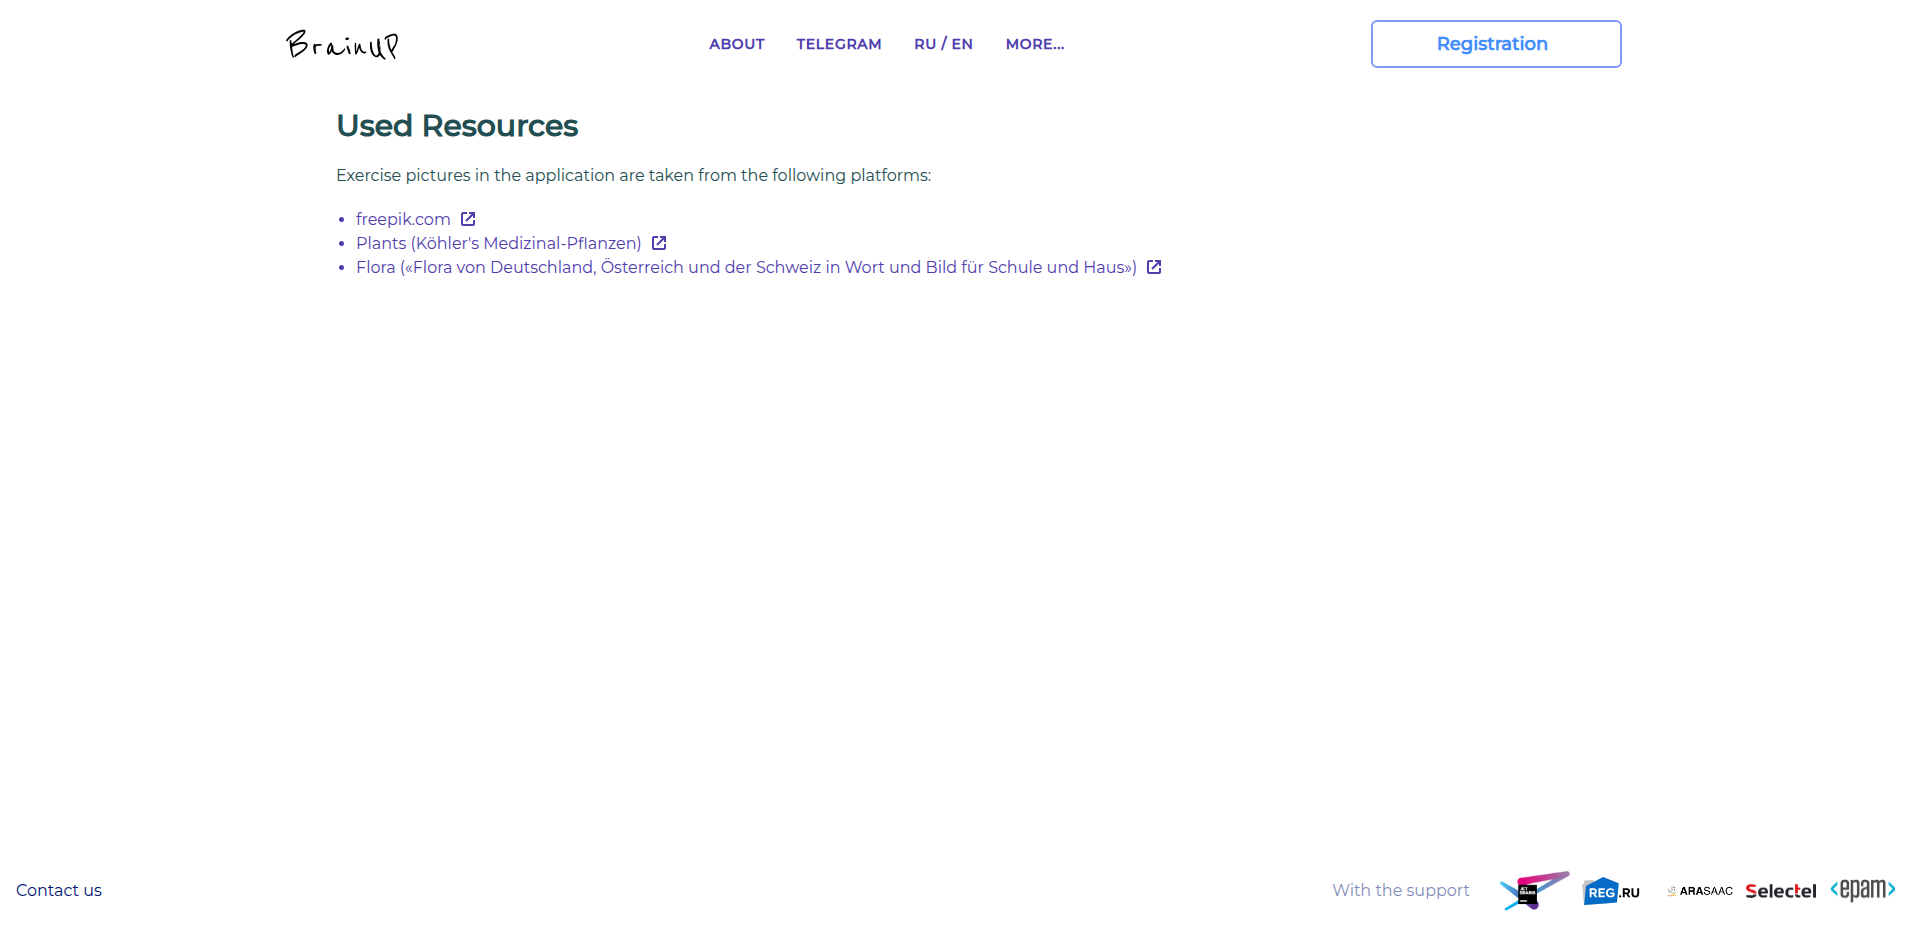 BrainUP
ABOUT TELEGRAM RU / EN MORE...
Registration
Used Resources
Exercise pictures in the application are taken from the following platforms:
• freepik.com
• Plants (Köhler's Medizinal-Pflanzen)
• Flora («Flora von Deutschland, Österreich und der Schweiz in Wort und Bild für Schule und Haus»)
Contact us
With the support
JET BRAINS
REG.RU
ARASAAC
Selectel
<epam>